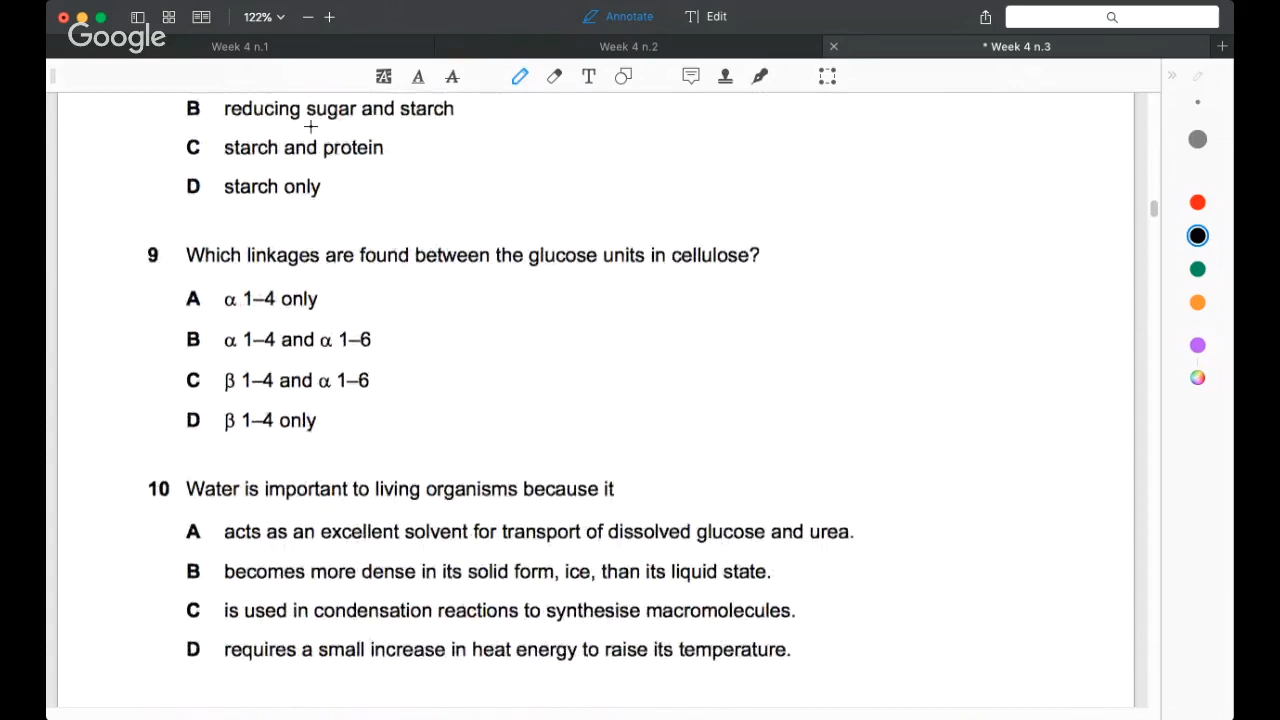 122%
Annotate
T| Edit
Google
Week 4 n.1
Week 4 n.2
* Week 4 n.3
B reducing sugar and starch
C starch and protein
D starch only
9 Which linkages are found between the glucose units in cellulose?
A α 1–4 only
B α 1–4 and α 1–6
C β 1–4 and α 1–6
D β 1–4 only
10 Water is important to living organisms because it
A acts as an excellent solvent for transport of dissolved glucose and urea.
B becomes more dense in its solid form, ice, than its liquid state.
C is used in condensation reactions to synthesise macromolecules.
D requires a small increase in heat energy to raise its temperature.